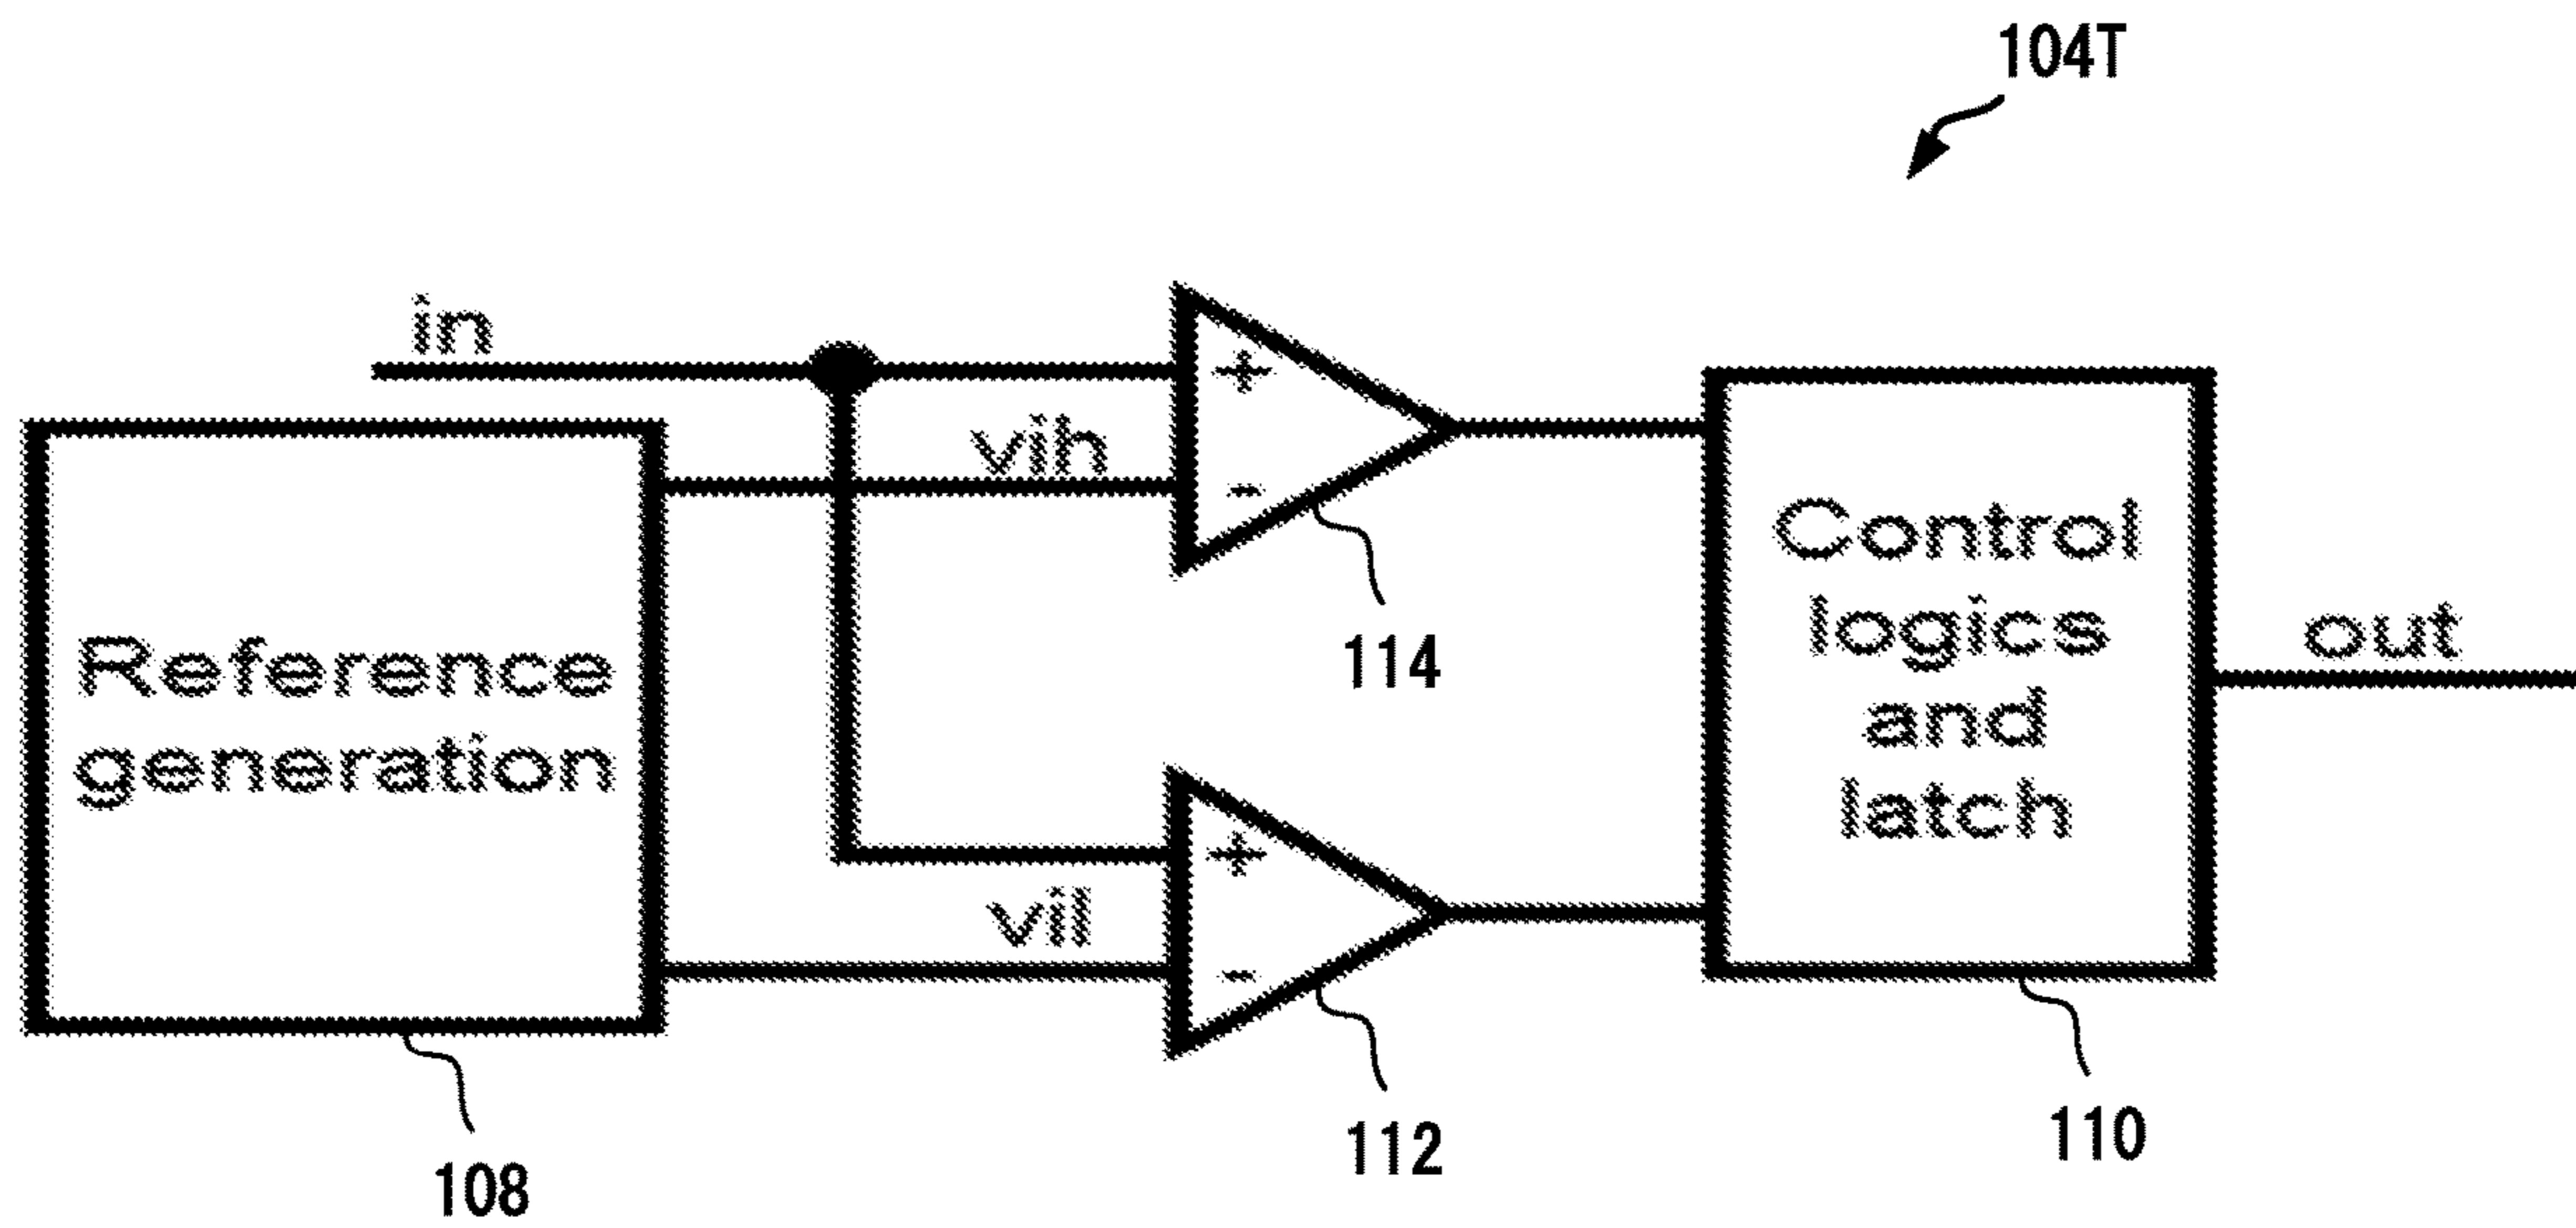 104T
in
vih
+
-
114
Reference
generation
Control
logics
and
latch
out
vil
+
-
112
110
108